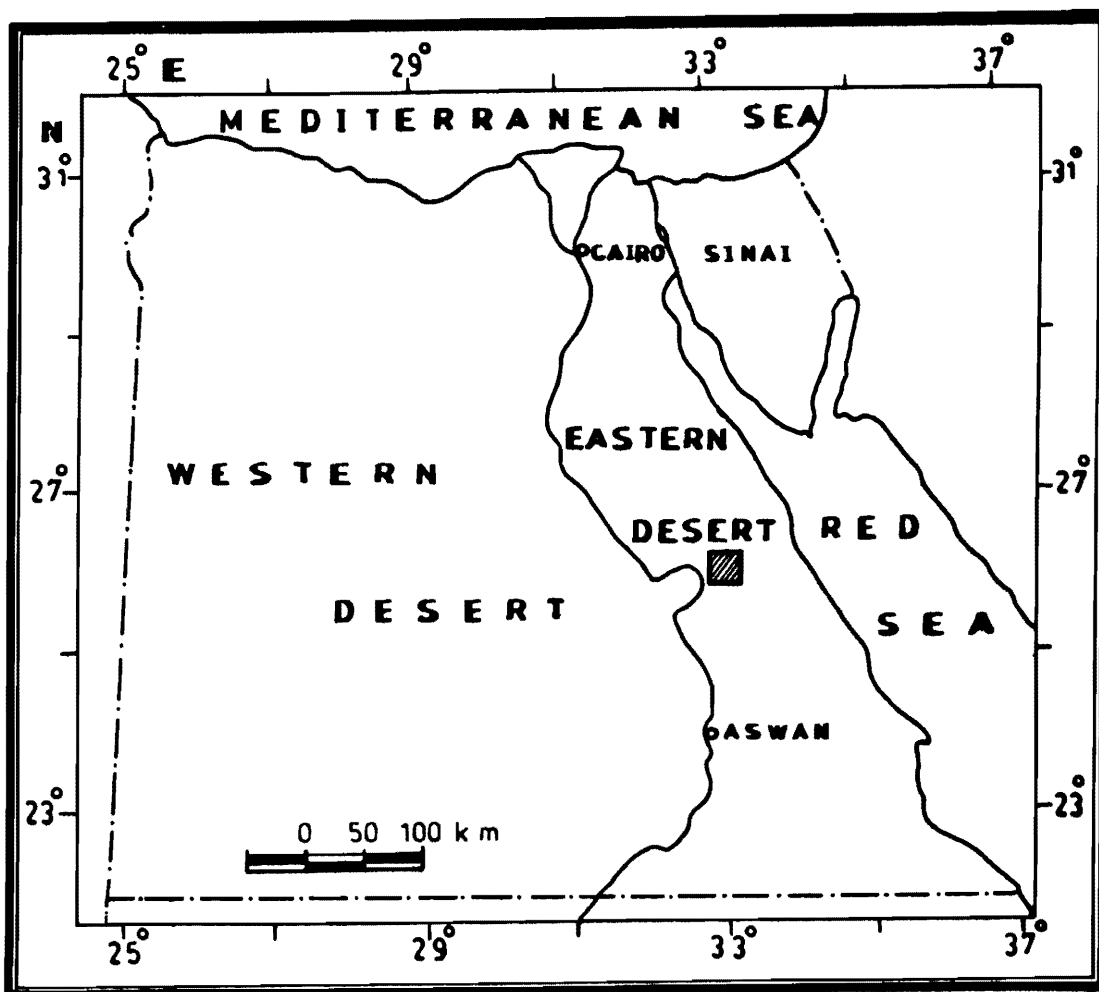 25° E 29° 33° 37°
N MEDITERRANEAN SEA
31° 31°
CAIRO SINAI
EASTERN
WESTERN
27° 27°
DESERT RED
DESERT SEA
ASWAN
23° 23°
0 50 100 km
25° 29° 33° 37°